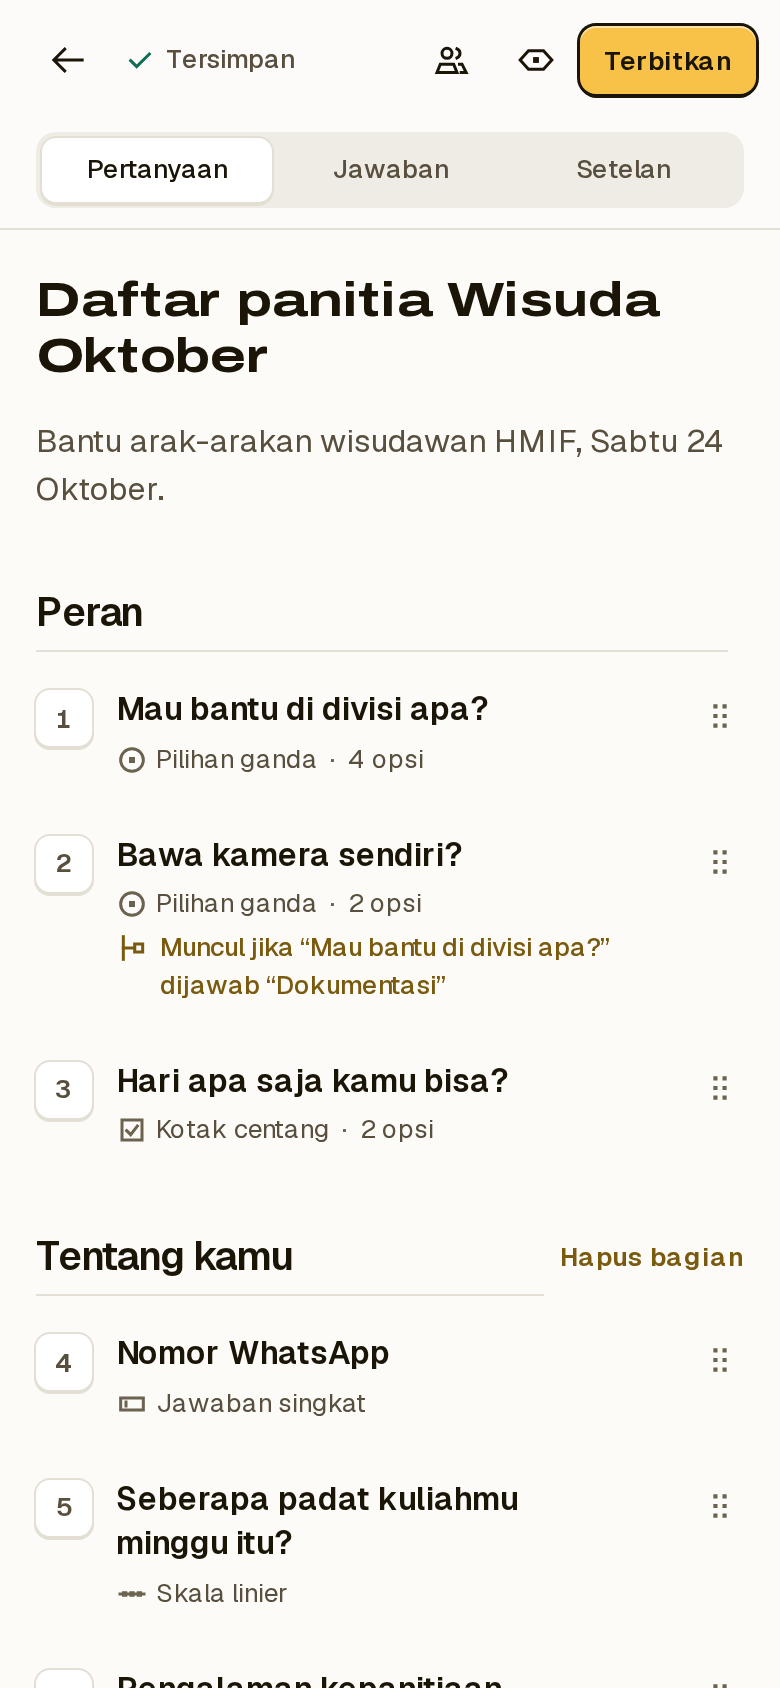 Tersimpan
Terbitkan
Pertanyaan
Jawaban
Setelan
Daftar panitia Wisuda
Oktober
Bantu arak-arakan wisudawan HMIF, Sabtu 24
Oktober.
Peran
1
Mau bantu di divisi apa?
Pilihan ganda · 4 opsi
2
Bawa kamera sendiri?
Pilihan ganda · 2 opsi
Muncul jika “Mau bantu di divisi apa?”
dijawab “Dokumentasi”
3
Hari apa saja kamu bisa?
Kotak centang · 2 opsi
Tentang kamu
Hapus bagian
4
Nomor WhatsApp
Jawaban singkat
5
Seberapa padat kuliahmu
minggu itu?
Skala linier
Pengalaman kepanitiaan